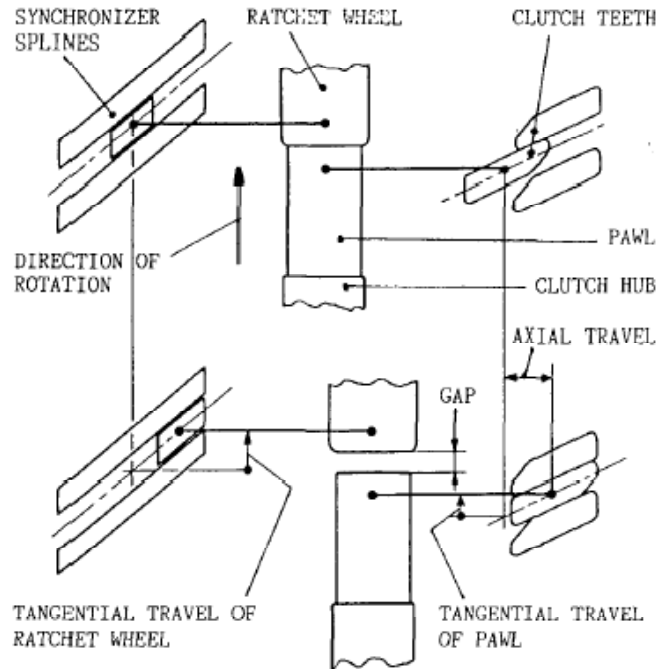 SYNCHRONIZER
SPLINES
RATCHET WHEEL
CLUTCH TEETH
DIRECTION OF
ROTATION
PAWL
CLUTCH HUB
AXIAL TRAVEL
GAP
TANGENTIAL TRAVEL OF
RATCHET WHEEL
TANGENTIAL TRAVEL
OF PAWL